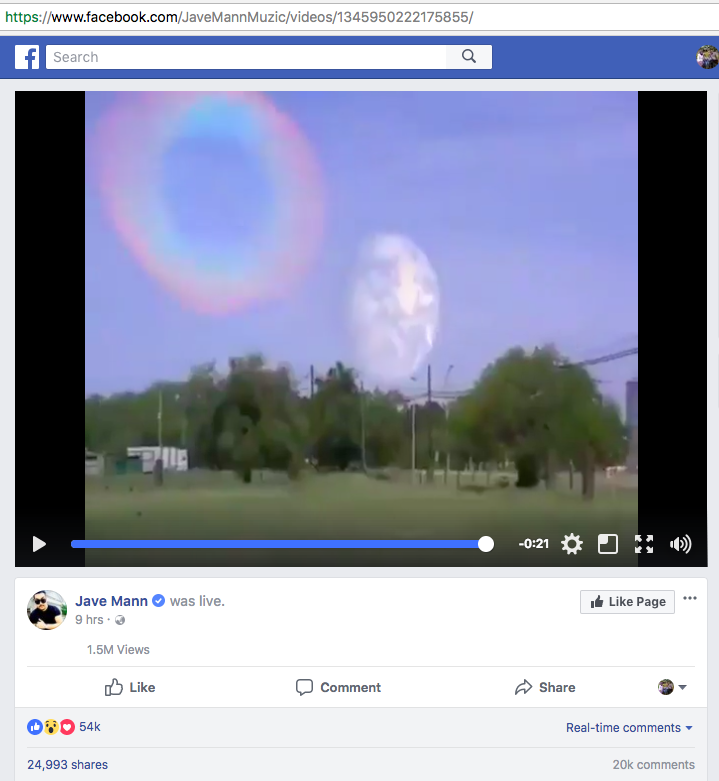 https://www.facebook.com/JaveMannMuzic/videos/1345950222175855/
Search
-0:21
Jave Mann was live.
Like Page
9 hrs ·
1.5M Views
Like Comment Share
54k
Real-time comments
24,993 shares
20k comments